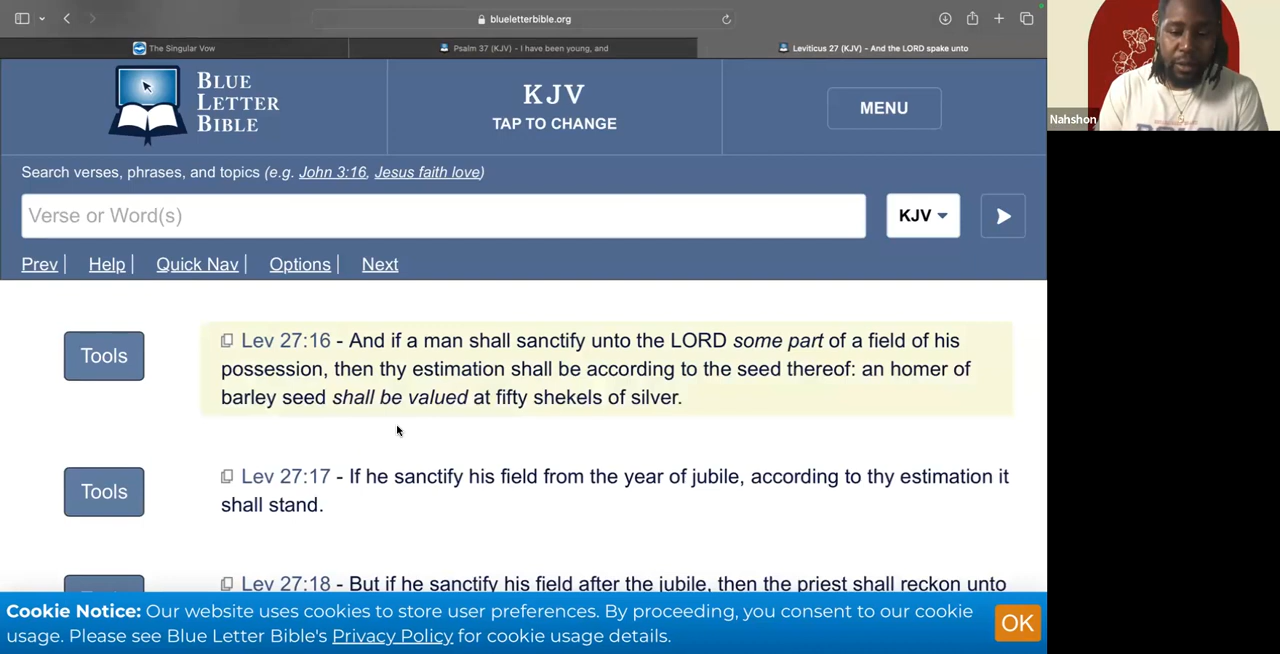 blueletterbible.org
The Singular Vow
Psalm 37 (KJV) - I have been young, and
Leviticus 27 (KJV) - And the LORD spake unto
BLUE
LETTER
BIBLE
KJV
TAP TO CHANGE
MENU
Nahshon
Search verses, phrases, and topics (e.g. John 3:16, Jesus faith love)
Verse or Word(s)
KJV
Prev | Help | Quick Nav | Options | Next
Tools
Lev 27:16 - And if a man shall sanctify unto the LORD some part of a field of his
possession, then thy estimation shall be according to the seed thereof: an homer of
barley seed shall be valued at fifty shekels of silver.
Tools
Lev 27:17 - If he sanctify his field from the year of jubile, according to thy estimation it
shall stand.
Lev 27:18 - But if he sanctify his field after the jubile, then the priest shall reckon unto
Cookie Notice: Our website uses cookies to store user preferences. By proceeding, you consent to our cookie
usage. Please see Blue Letter Bible's Privacy Policy for cookie usage details.
OK